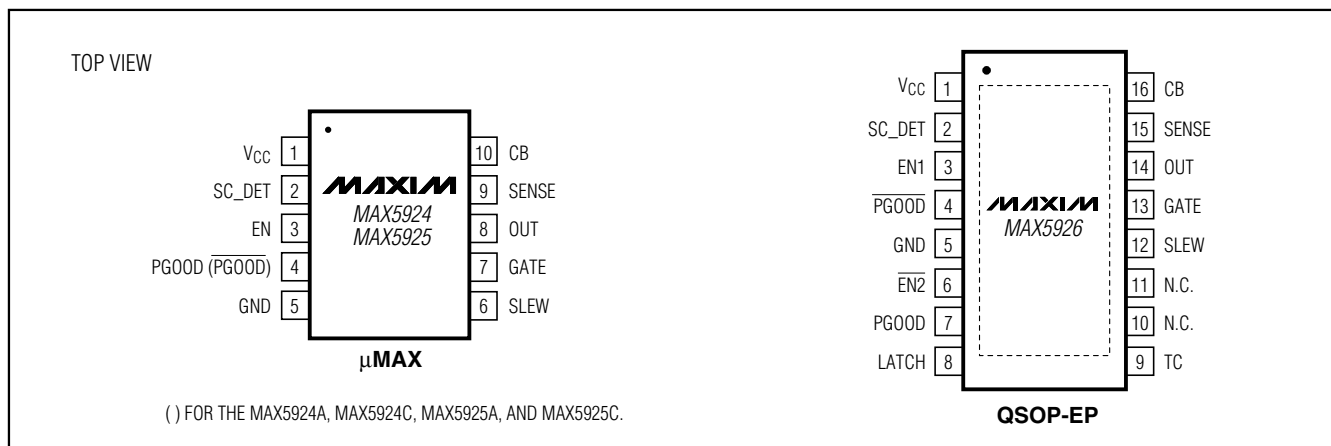 TOP VIEW
VCC 1
SC_DET 2
EN 3
PGOOD (PGOOD) 4
GND 5
10 CB
9 SENSE
8 OUT
7 GATE
6 SLEW
MAXIM
MAX5924
MAX5925
μMAX
( ) FOR THE MAX5924A, MAX5924C, MAX5925A, AND MAX5925C.
VCC 1
SC_DET 2
EN1 3
PGOOD 4
GND 5
EN2 6
PGOOD 7
LATCH 8
16 CB
15 SENSE
14 OUT
13 GATE
12 SLEW
11 N.C.
10 N.C.
9 TC
MAXIM
MAX5926
QSOP-EP